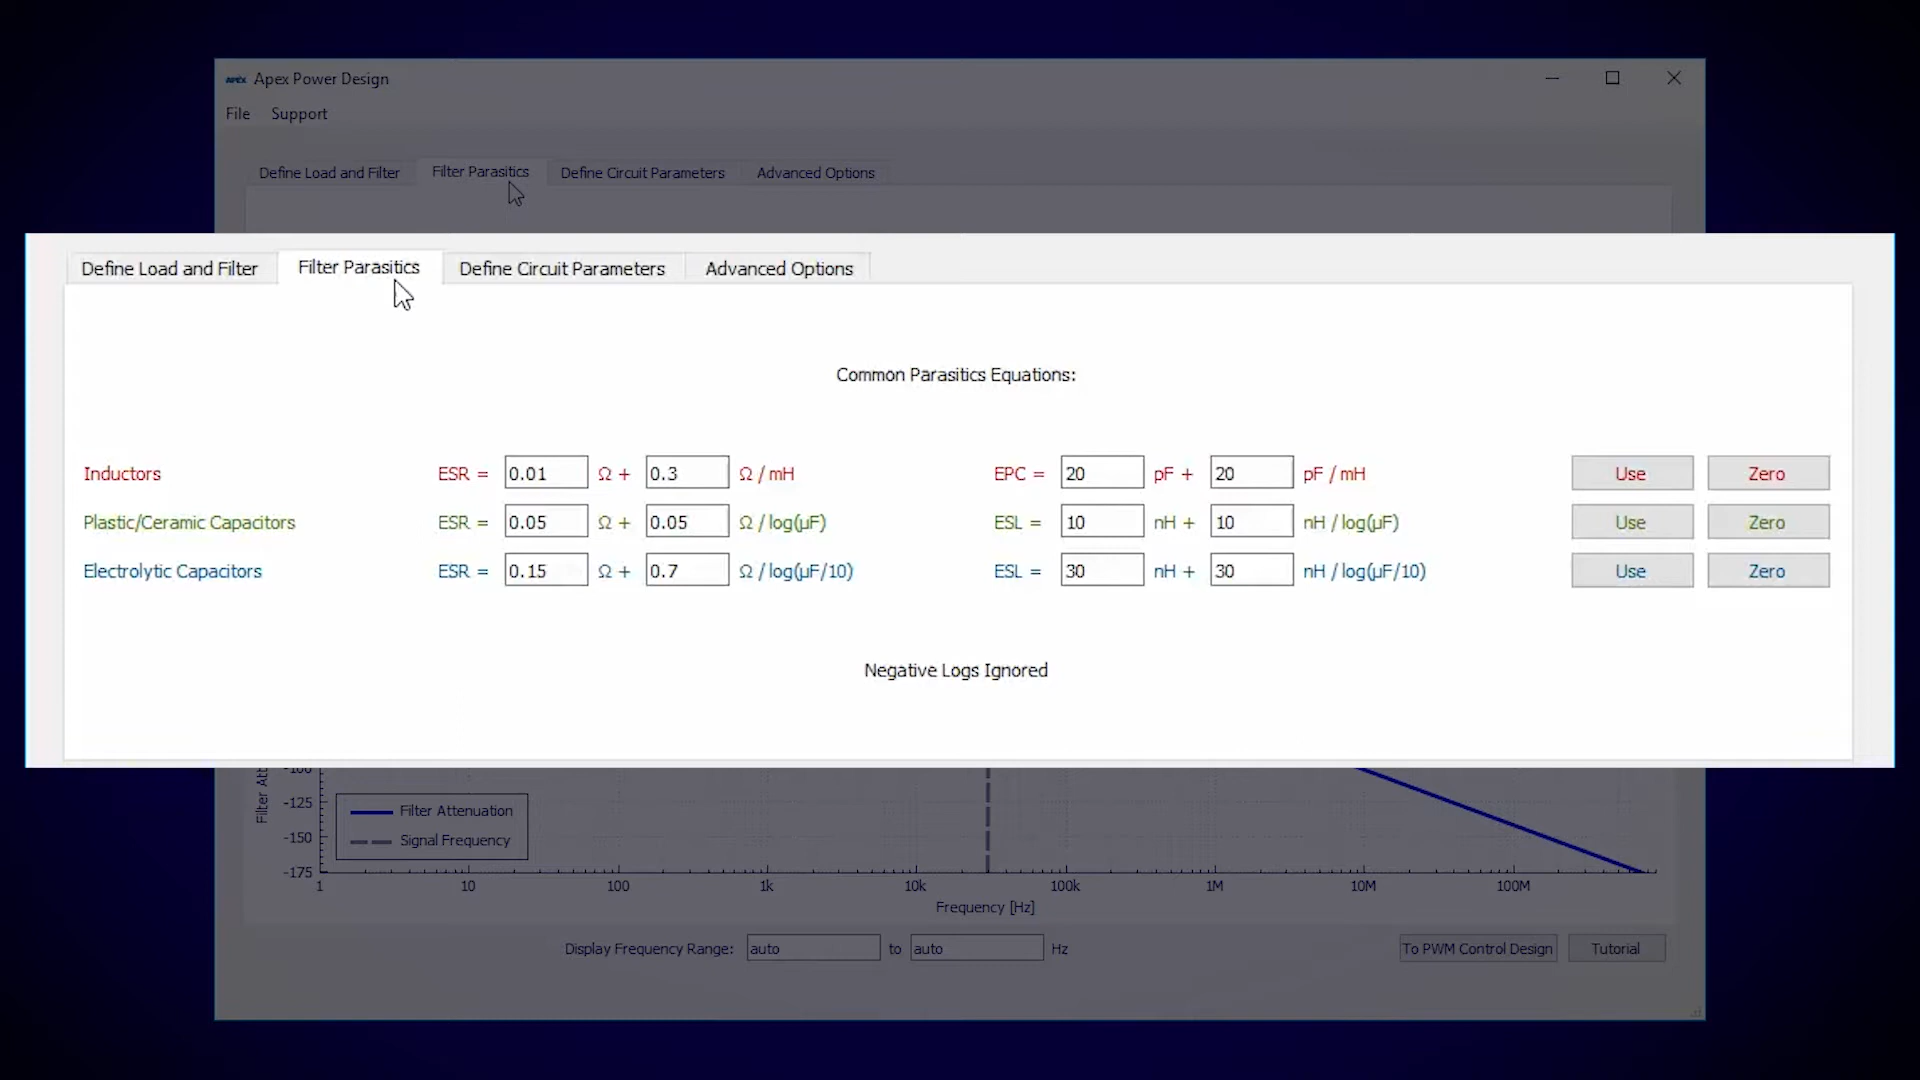 APEX Apex Power Design
File Support
Define Load and Filter Filter Parasitics Define Circuit Parameters Advanced Options
Define Load and Filter Filter Parasitics Define Circuit Parameters Advanced Options
Common Parasitics Equations:
Inductors ESR = 0.01 Ω + 0.3 Ω / mH EPC = 20 pF + 20 pF / mH Use Zero
Plastic/Ceramic Capacitors ESR = 0.05 Ω + 0.05 Ω / log(µF) ESL = 10 nH + 10 nH / log(µF) Use Zero
Electrolytic Capacitors ESR = 0.15 Ω + 0.7 Ω / log(µF/10) ESL = 30 nH + 30 nH / log(µF/10) Use Zero
Negative Logs Ignored
Filter
-100
-125
-150
-175
Filter Attenuation
Signal Frequency
1 10 100 1k 10k 100k 1M 10M 100M
Frequency [Hz]
Display Frequency Range: auto to auto Hz To PWM Control Design Tutorial